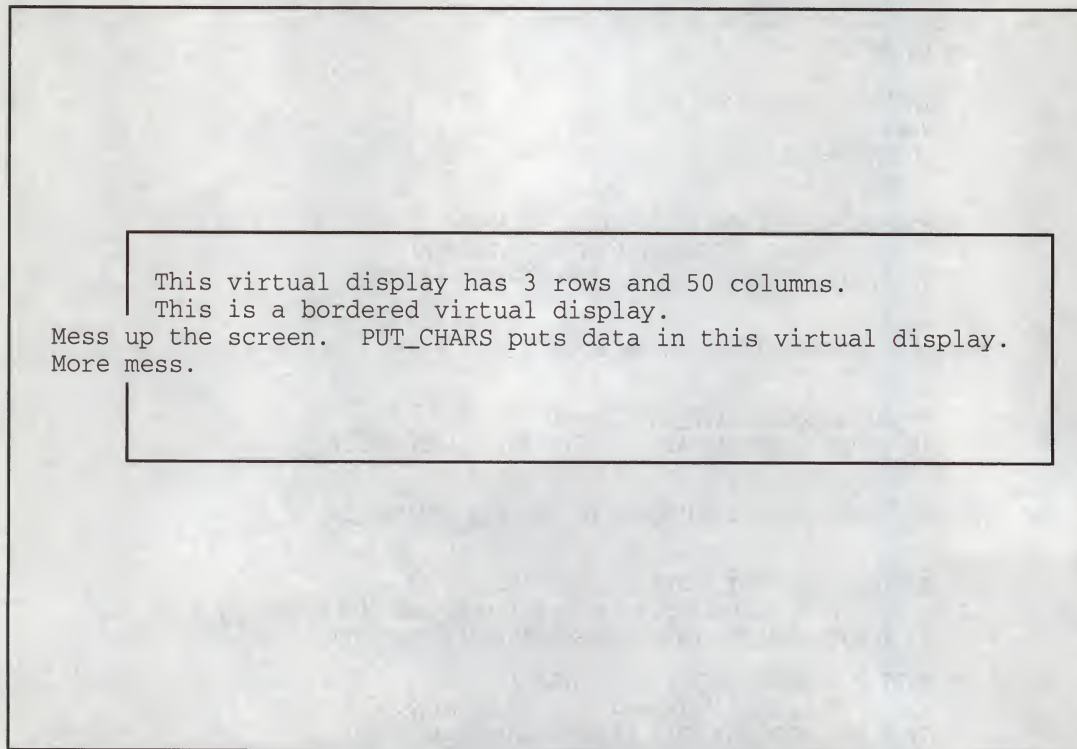 This virtual display has 3 rows and 50 columns.
This is a bordered virtual display.
Mess up the screen.  PUT_CHARS puts data in this virtual display.
More mess.